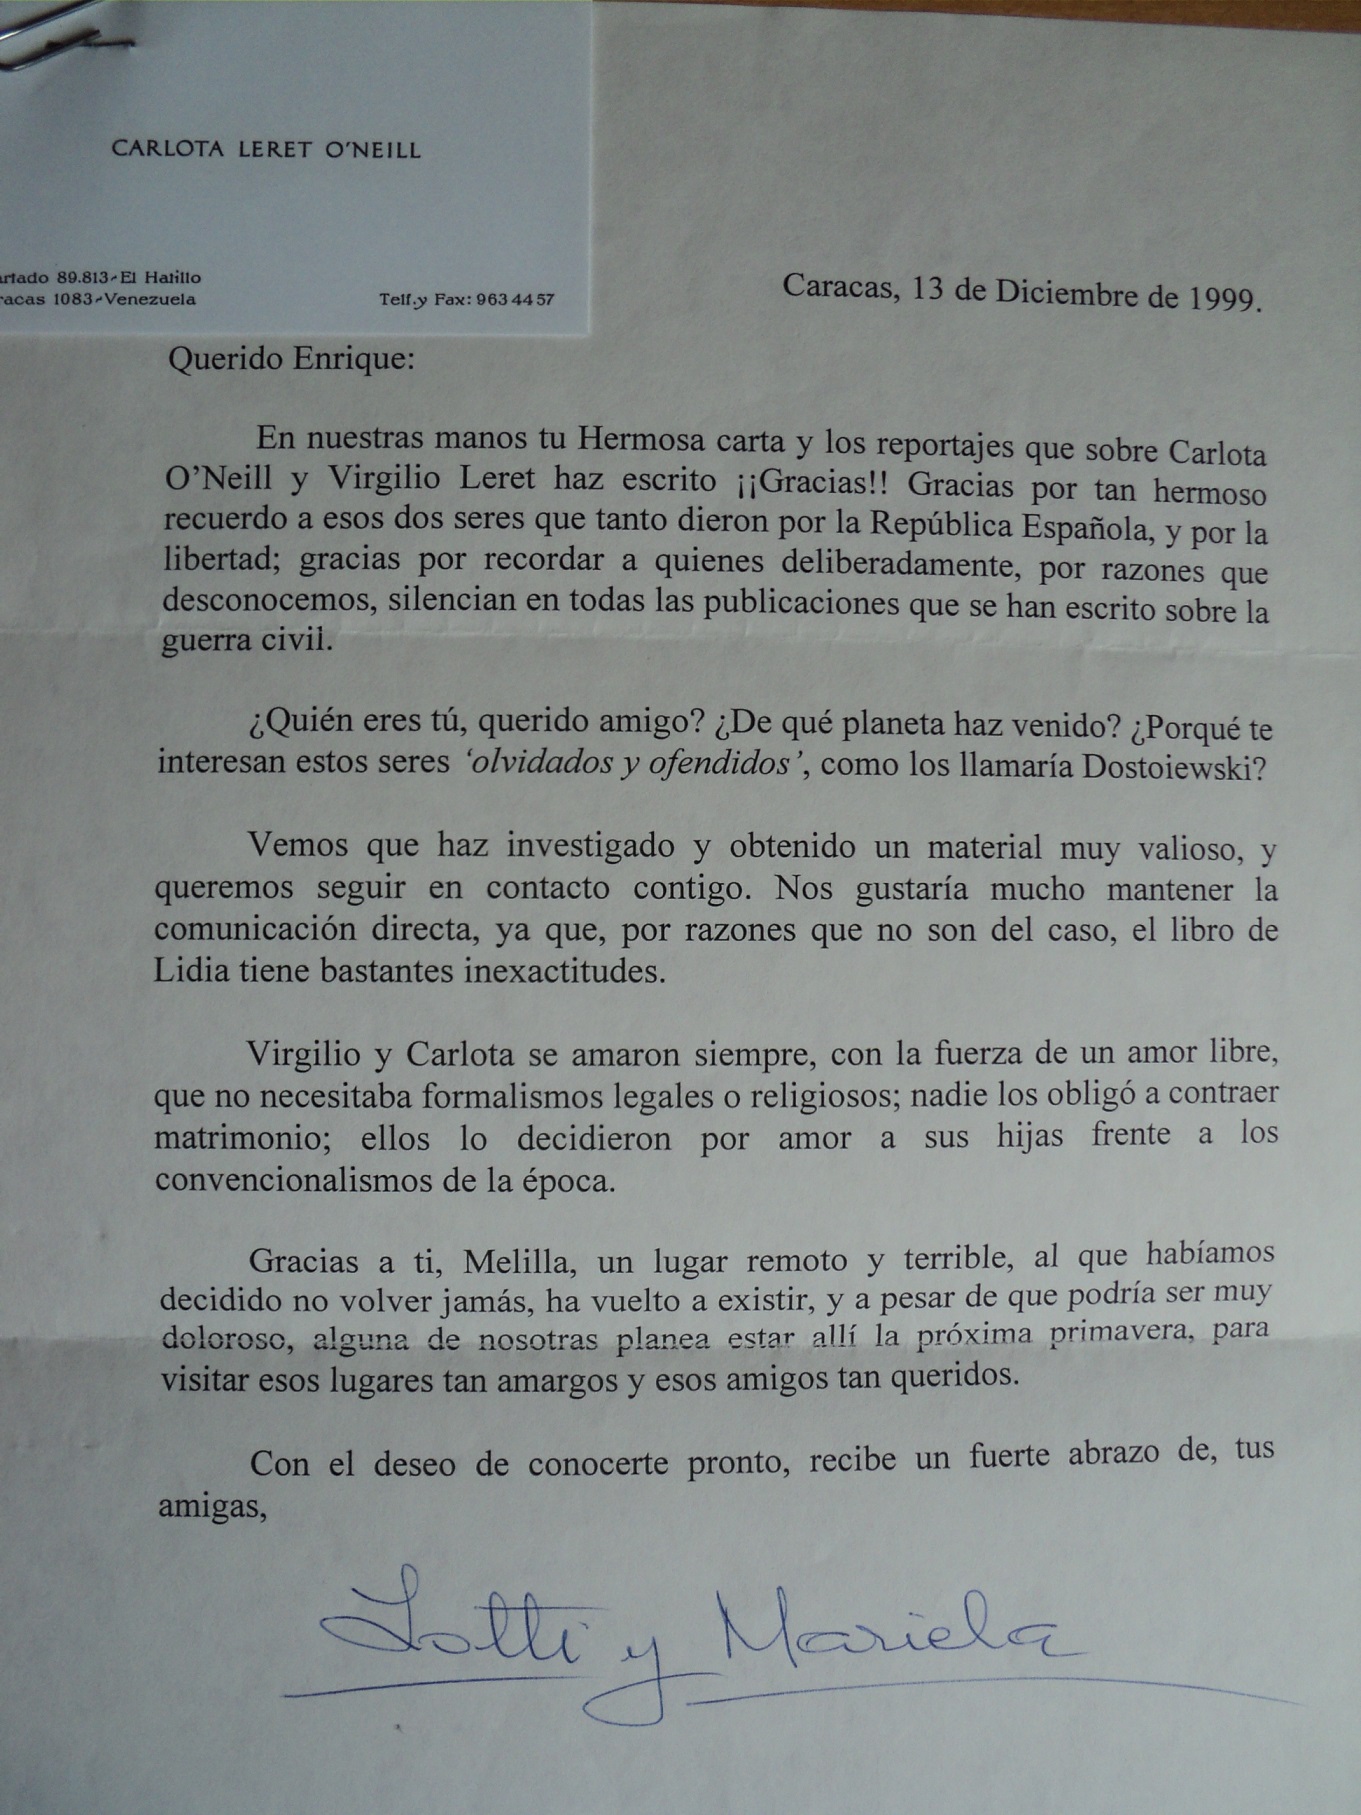 CARLOTA LERET O'NEILL
89.813-El Hatillo
1083-Venezuela
Telf.y Fax: 963 44 57
Caracas, 13 de Diciembre de 1999.
Querido Enrique:
En nuestras manos tu Hermosa carta y los reportajes que sobre Carlota
O'Neill y Virgilio Leret haz escrito ¡¡Gracias!! Gracias por tan hermoso
recuerdo a esos dos seres que tanto dieron por la República Española, y por la
libertad; gracias por recordar a quienes deliberadamente, por razones que
desconocemos, silencian en todas las publicaciones que se han escrito sobre la
guerra civil.
¿Quién eres tú, querido amigo? ¿De qué planeta haz venido? ¿Porqué te
interesan estos seres 'olvidados y ofendidos', como los llamaría Dostoiewski?
Vemos que haz investigado y obtenido un material muy valioso, y
queremos seguir en contacto contigo. Nos gustaría mucho mantener la
comunicación directa, ya que, por razones que no son del caso, el libro de
Lidia tiene bastantes inexactitudes.
Virgilio y Carlota se amaron siempre, con la fuerza de un amor libre,
que no necesitaba formalismos legales o religiosos; nadie los obligó a contraer
matrimonio; ellos lo decidieron por amor a sus hijas frente a los
convencionalismos de la época.
Gracias a ti, Melilla, un lugar remoto y terrible, al que habíamos
decidido no volver jamás, ha vuelto a existir, y a pesar de que podría ser muy
doloroso, alguna de nosotras planea estar allí la próxima primavera, para
visitar esos lugares tan amargos y esos amigos tan queridos.
Con el deseo de conocerte pronto, recibe un fuerte abrazo de, tus
amigas,
Lotti y Mariela